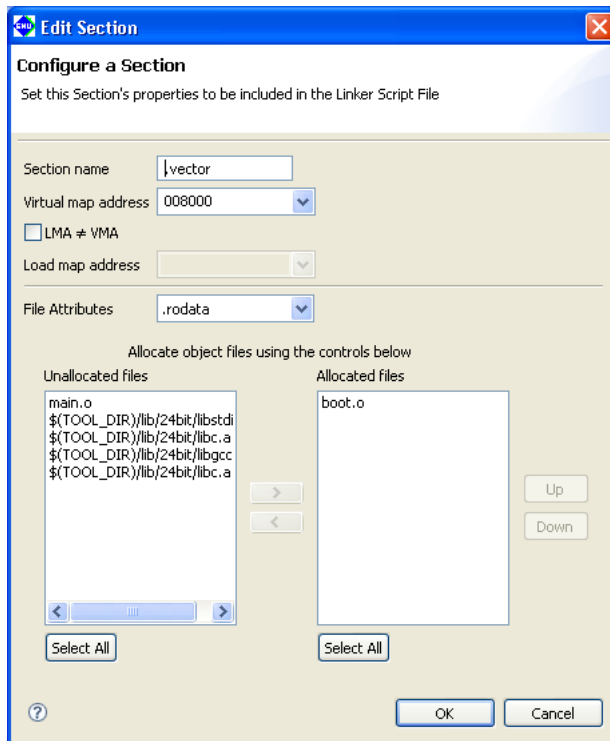 GNU Edit Section
Configure a Section
Set this Section's properties to be included in the Linker Script File
Section name .vector
Virtual map address 008000
LMA ≠ VMA
Load map address
File Attributes .rodata
Allocate object files using the controls below
Unallocated files Allocated files
main.o boot.o
$(TOOL_DIR)/lib/24bit/libstdi
$(TOOL_DIR)/lib/24bit/libc.a
$(TOOL_DIR)/lib/24bit/libgcc
$(TOOL_DIR)/lib/24bit/libc.a
>
<
Up
Down
Select All Select All
? OK Cancel